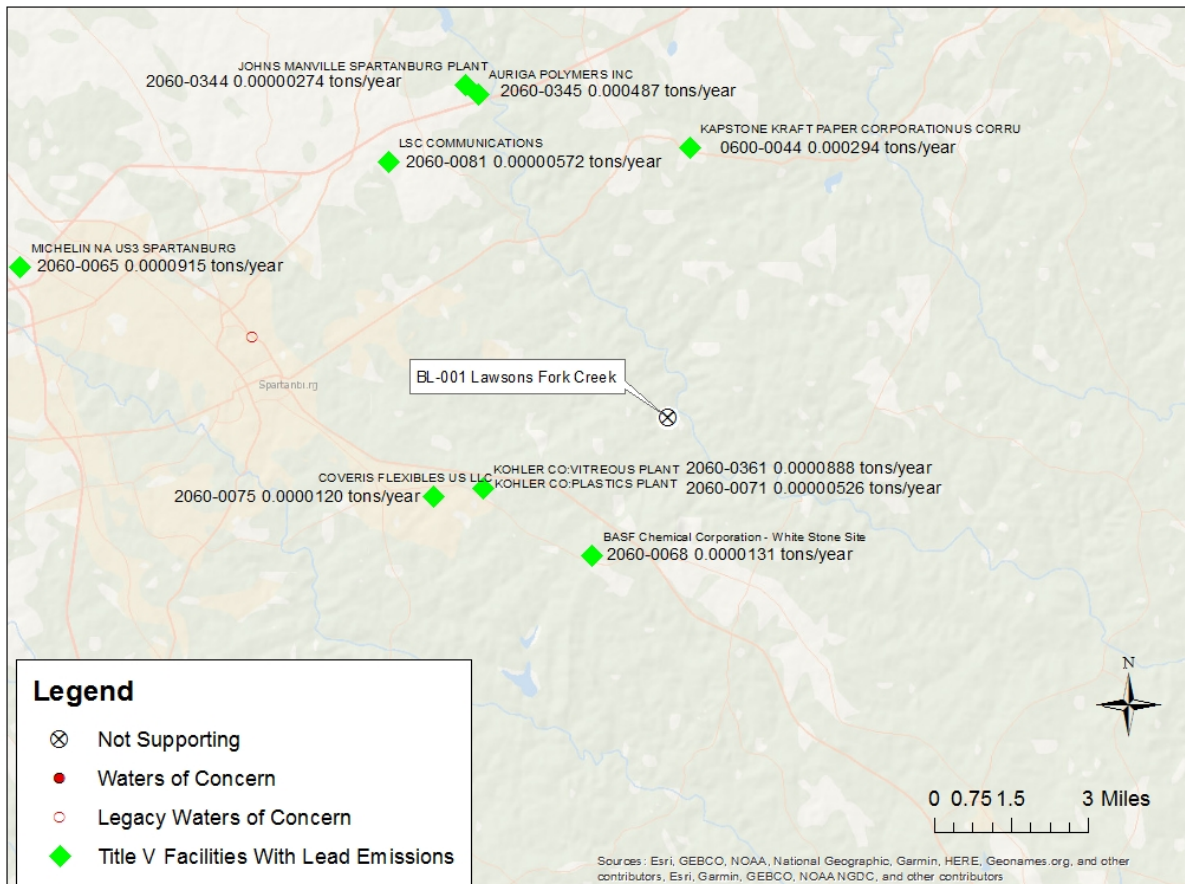 JOHNS MANVILLE SPARTANBURG PLANT
2060-0344 0.00000274 tons/year
AURIGA POLYMERS INC
2060-0345 0.000487 tons/year
KAPSTONE KRAFT PAPER CORPORATIONUS CORRU
0600-0044 0.000294 tons/year
LSC COMMUNICATIONS
2060-0081 0.00000572 tons/year
MICHELIN NA US3 SPARTANBURG
2060-0065 0.0000915 tons/year
Spartanburg
BL-001 Lawsons Fork Creek
COVERIS FLEXIBLES US LLC
2060-0075 0.0000120 tons/year
KOHLER CO:VITREOUS PLANT 2060-0361 0.0000888 tons/year
KOHLER CO:PLASTICS PLANT 2060-0071 0.00000526 tons/year
BASF Chemical Corporation - White Stone Site
2060-0068 0.0000131 tons/year
Legend
Not Supporting
Waters of Concern
Legacy Waters of Concern
Title V Facilities With Lead Emissions
N
0 0.75 1.5 3 Miles
Sources: Esri, GEBCO, NOAA, National Geographic, Garmin, HERE, Geonames.org, and other
contributors, Esri, Garmin, GEBCO, NOAA NGDC, and other contributors